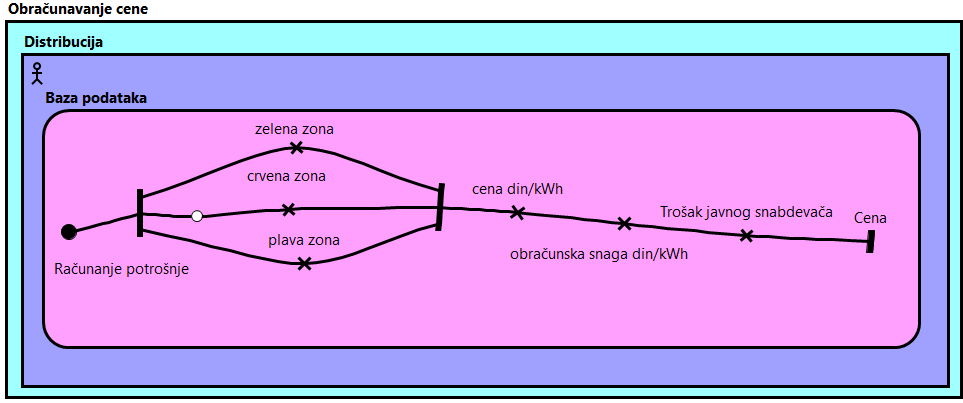 Obračunavanje cene
Distribucija
Baza podataka
zelena zona
crvena zona
cena din/kWh
Trošak javnog snabdevača
Cena
plava zona
obračunska snaga din/kWh
Računanje potrošnje